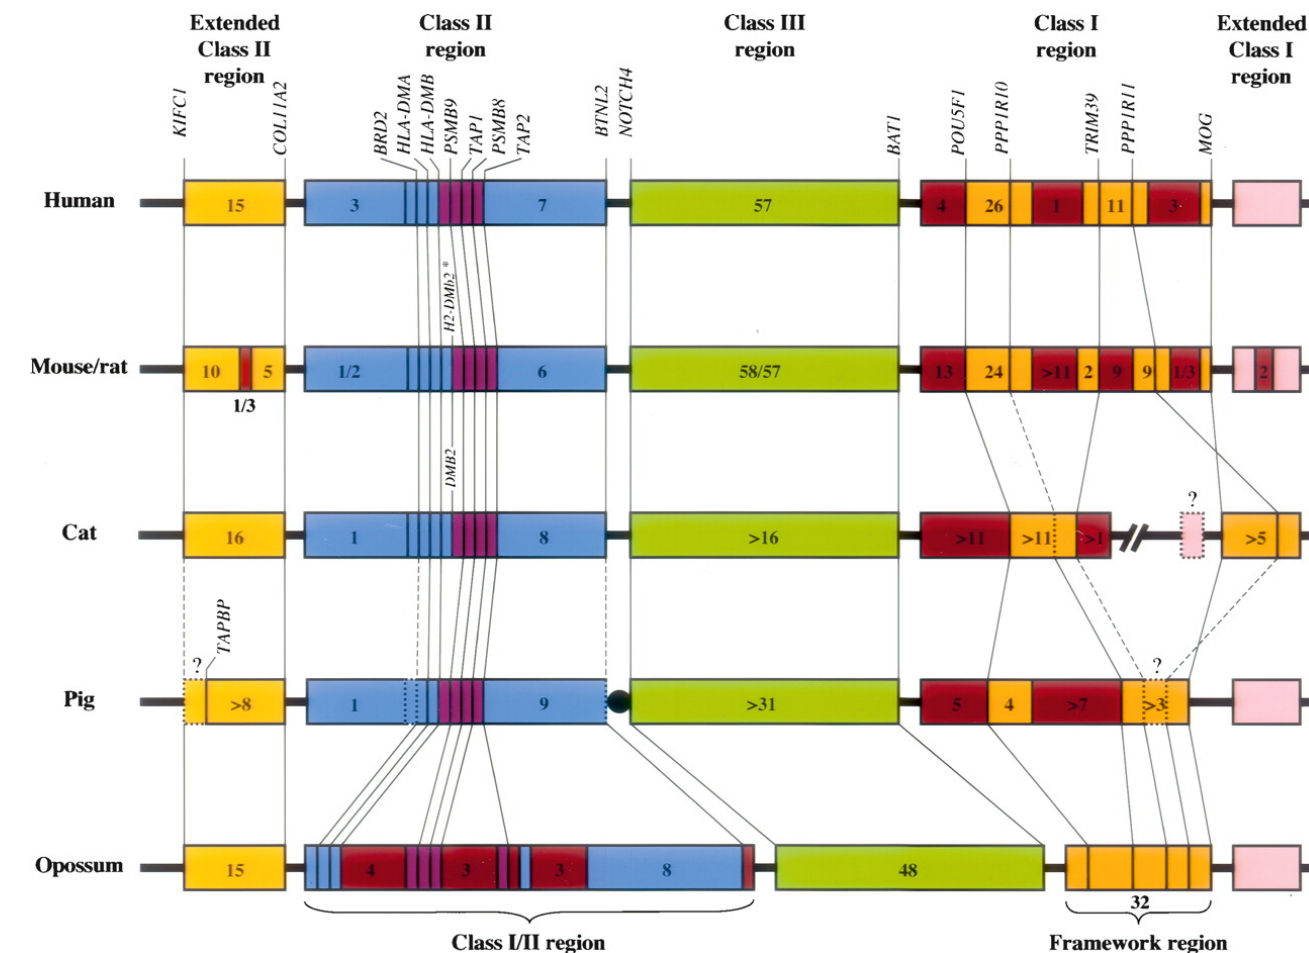 Extended
Class II
region
Class II
region
Class III
region
Class I
region
Extended
Class I
region
KIFC1
COL11A2
BRD2
HLA-DMA
HLA-DMB
PSMB9
TAP1
PSMB8
TAP2
BTNL2
NOTCH4
BAT1
POU5F1
PPP1R10
TRIM39
PPP1R11
MOG
Human
15
3
7
57
4
26
1
11
3
H2-DMb2 *
Mouse/rat
10
5
1/2
6
58/57
13
24
>11
2
9
9
1/3
2
1/3
DMB2
Cat
16
1
8
>16
>11
>11
>1
?
>5
?
TAPBP
?
Pig
>8
1
9
>31
5
4
>7
>3
Opossum
15
4
3
3
8
48
32
Class I/II region
Framework region